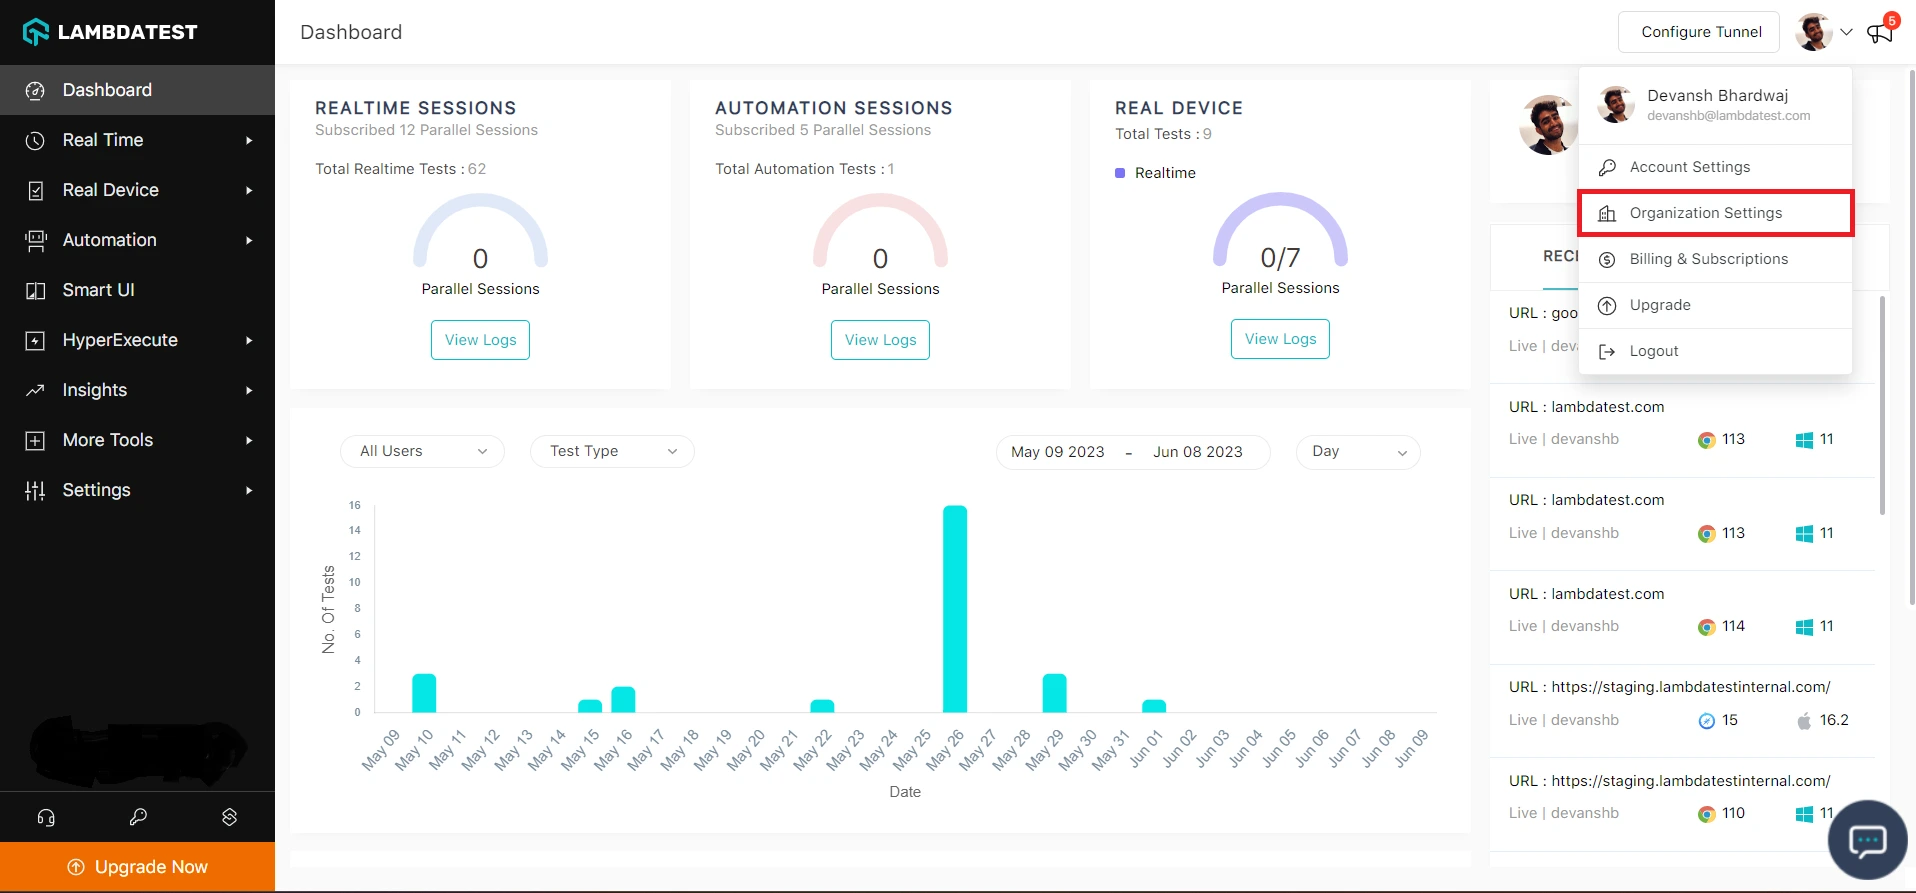 LAMBDATEST
Dashboard
Real Time
Real Device
Automation
Smart UI
HyperExecute
Insights
More Tools
Settings
Upgrade Now
Dashboard
Configure Tunnel
5
Devansh Bhardwaj
devanshb@lambdatest.com
Account Settings
Organization Settings
Billing & Subscriptions
Upgrade
Logout
REALTIME SESSIONS
Subscribed 12 Parallel Sessions
Total Realtime Tests : 62
0
Parallel Sessions
View Logs
AUTOMATION SESSIONS
Subscribed 5 Parallel Sessions
Total Automation Tests : 1
0
Parallel Sessions
View Logs
REAL DEVICE
Total Tests : 9
Realtime
0/7
Parallel Sessions
View Logs
All Users
Test Type
May 09 2023 - Jun 08 2023
Day
No. Of Tests
16
14
12
10
8
6
4
2
0
May 09 May 10 May 11 May 12 May 13 May 14 May 15 May 16 May 17 May 18 May 19 May 20 May 21 May 22 May 23 May 24 May 25 May 26 May 27 May 28 May 29 May 30 May 31 Jun 01 Jun 02 Jun 03 Jun 04 Jun 05 Jun 06 Jun 07 Jun 08 Jun 09
Date
URL :
Live |
URL : lambdatest.com
Live | devanshb 113 11
URL : lambdatest.com
Live | devanshb 113 11
URL : lambdatest.com
Live | devanshb 114 11
URL : https://staging.lambdatestinternal.com/
Live | devanshb 15 16.2
URL : https://staging.lambdatestinternal.com/
Live | devanshb 110 11